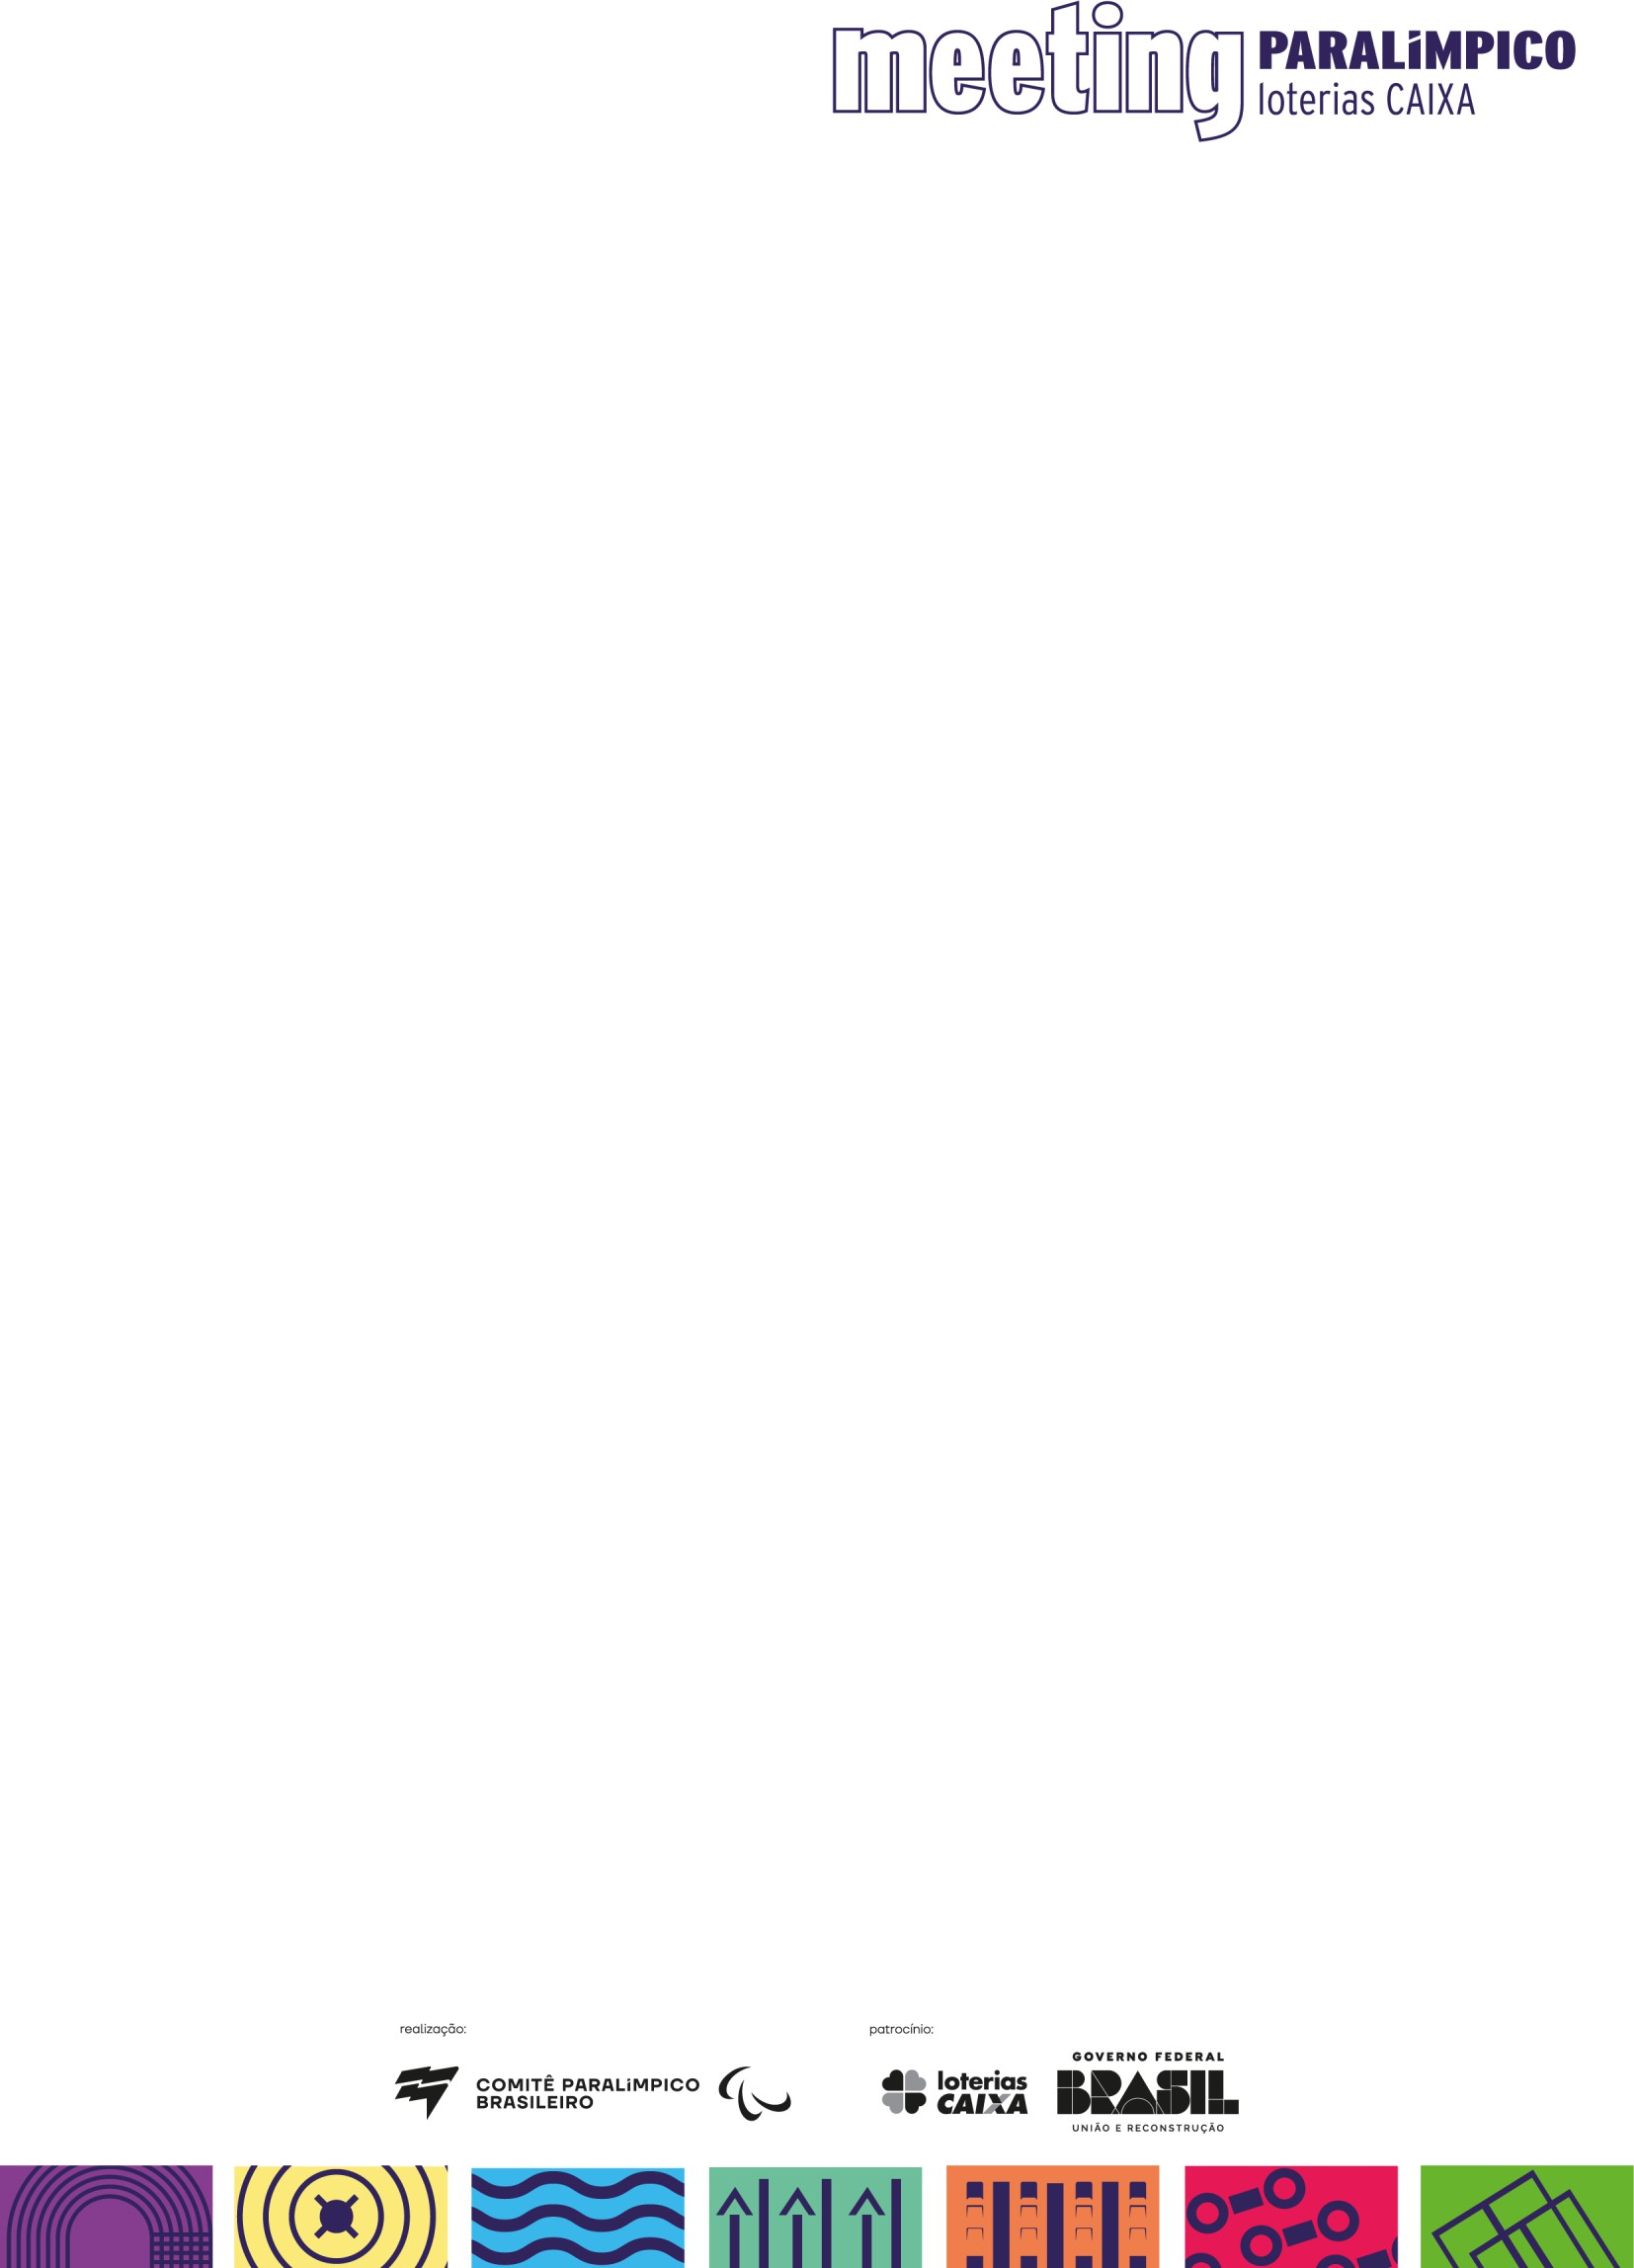 meeting
PARALíMPICO
loterias CAIXA
realização:
patrocínio:
COMITÊ PARALíMPICO
BRASILEIRO
loterias
CAIXA
GOVERNO FEDERAL
BRASIL
UNIÃO E RECONSTRUÇÃO